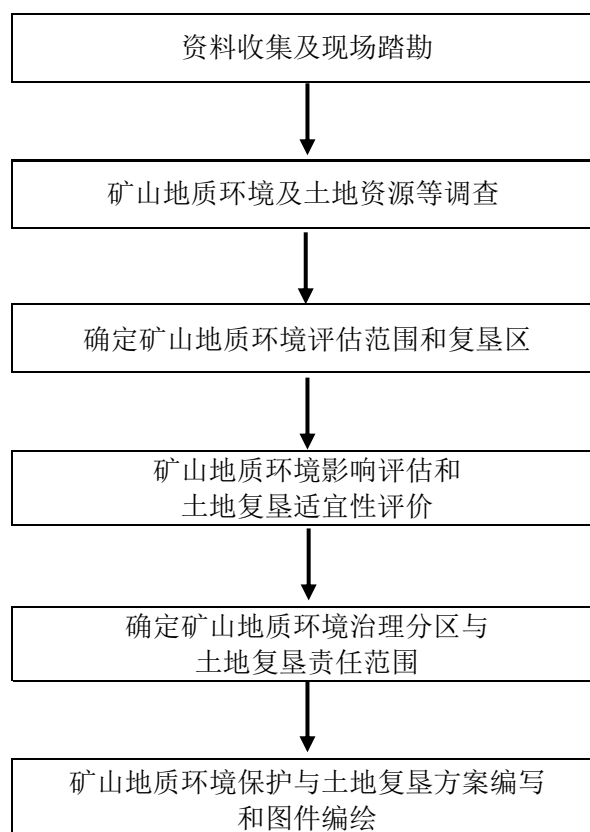 资料收集及现场踏勘
矿山地质环境及土地资源等调查
确定矿山地质环境评估范围和复垦区
矿山地质环境影响评估和
土地复垦适宜性评价
确定矿山地质环境治理分区与
土地复垦责任范围
矿山地质环境保护与土地复垦方案编写
和图件编绘